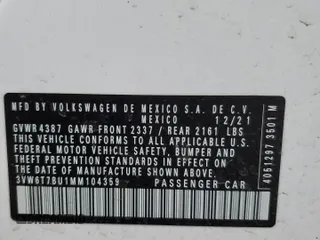 MFD BY VOLKSWAGEN DE MEXICO S.A. DE C.V.
MEXICO 12/21
GVWR 4387 GAWR FRONT 2337 / REAR 2161 LBS
THIS VEHICLE CONFORMS TO ALL APPLICABLE U.S.
FEDERAL MOTOR VEHICLE SAFETY, BUMPER AND
THEFT PREVENTION STANDARDS IN EFFECT ON
THE DATE OF MANUFACTURE SHOWN ABOVE
3VW6T7BU1MM104359 PASSENGER CAR
4051297 3501 M